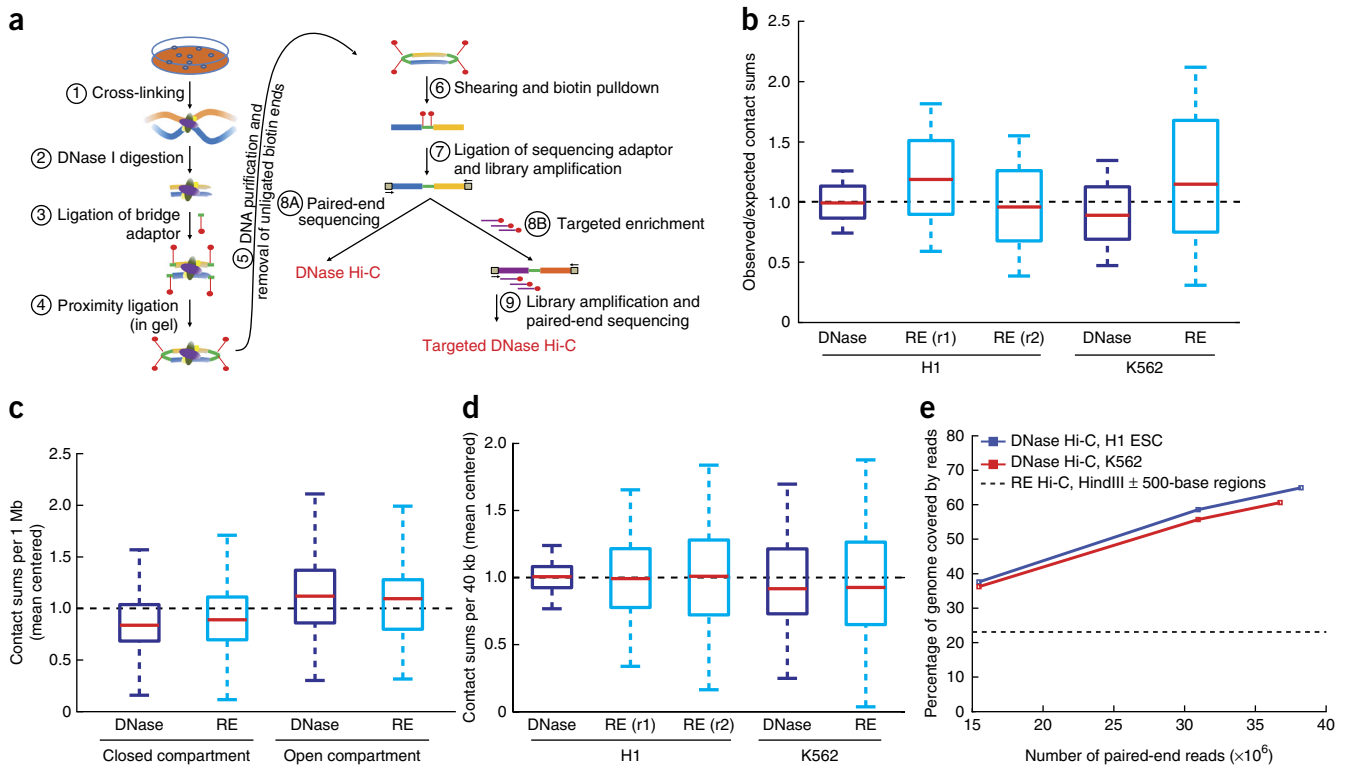 a
1 Cross-linking
2 DNase I digestion
3 Ligation of bridge
adaptor
4 Proximity ligation
(in gel)
5 DNA purification and
removal of unligated biotin ends
6 Shearing and biotin pulldown
7 Ligation of sequencing adaptor
and library amplification
8A Paired-end
sequencing
8B Targeted enrichment
DNase Hi-C
9 Library amplification and
paired-end sequencing
Targeted DNase Hi-C
b
Observed/expected contact sums
2.5
2.0
1.5
1.0
0.5
0
DNase RE (r1) RE (r2) DNase RE
H1 K562
c
Contact sums per 1 Mb
(mean centered)
2.5
2.0
1.5
1.0
0.5
0
DNase RE DNase RE
Closed compartment Open compartment
d
Contact sums per 40 kb (mean centered)
2.0
1.5
1.0
0.5
0
DNase RE (r1) RE (r2) DNase RE
H1 K562
e
Percentage of genome covered by reads
80
70
60
50
40
30
20
10
0
DNase Hi-C, H1 ESC
DNase Hi-C, K562
RE Hi-C, HindIII ± 500-base regions
15 20 25 30 35 40
Number of paired-end reads (×10⁶)